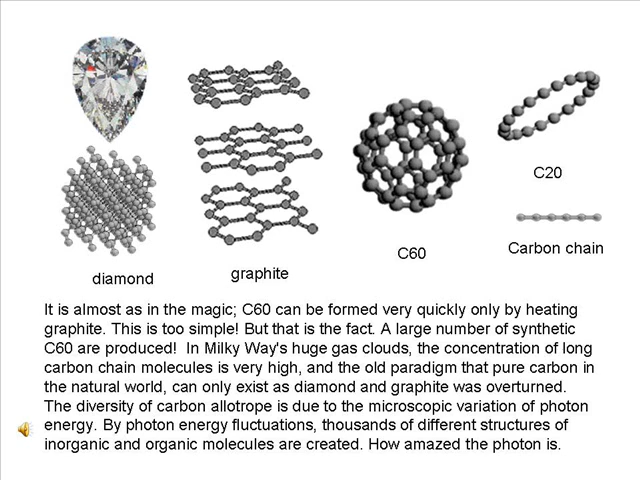 C20
Carbon chain
C60
graphite
diamond
It is almost as in the magic; C60 can be formed very quickly only by heating
graphite. This is too simple! But that is the fact. A large number of synthetic
C60 are produced!  In Milky Way's huge gas clouds, the concentration of long
carbon chain molecules is very high, and the old paradigm that pure carbon in
the natural world, can only exist as diamond and graphite was overturned.
The diversity of carbon allotrope is due to the microscopic variation of photon
energy. By photon energy fluctuations, thousands of different structures of
inorganic and organic molecules are created. How amazed the photon is.